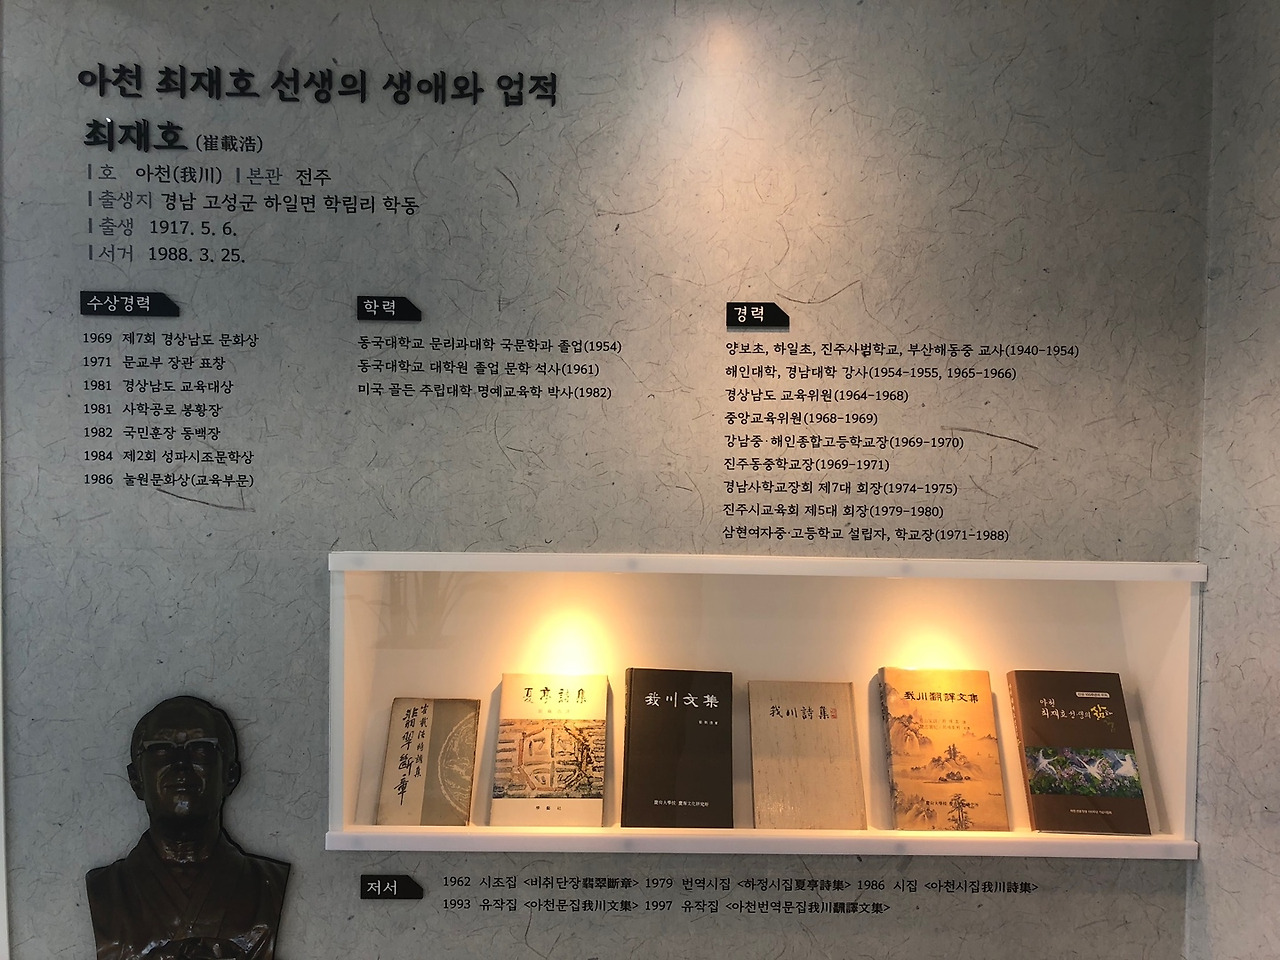 아천 최재호 선생의 생애와 업적
최재호 (崔載浩)
호 아천(我川) 본관 전주
출생지 경남 고성군 하일면 학림리 학동
출생 1917. 5. 6.
서거 1988. 3. 25.
수상경력
1969 제7회 경상남도 문화상
1971 문교부 장관 표창
1981 경상남도 교육대상
1981 사학공로 봉황장
1982 국민훈장 동백장
1984 제2회 성파시조문학상
1986 눌원문화상(교육부문)
학력
동국대학교 문리과대학 국문학과 졸업(1954)
동국대학교 대학원 졸업 문학 석사(1961)
미국 골든 주립대학 명예교육학 박사(1982)
경력
양보초, 하일초, 진주사범학교, 부산해동중 교사(1940-1954)
해인대학, 경남대학 강사(1954-1955, 1965-1966)
경상남도 교육위원(1964-1968)
중앙교육위원(1968-1969)
강남중·해인종합고등학교장(1969-1970)
진주동중학교장(1969-1971)
경남사학교장회 제7대 회장(1974-1975)
진주시교육회 제5대 회장(1979-1980)
삼현여자중·고등학교 설립자, 학교장(1971-1988)
翡翠斷章
夏亭詩集
我川文集
我川詩集
我川翻譯文集
아천
최재호 선생의 삶과
저서
1962 시조집 <비취단장翡翠斷章> 1979 번역시집 <하정시집夏亭詩集> 1986 시집 <아천시집我川詩集>
1993 유작집 <아천문집我川文集> 1997 유작집 <아천번역문집我川翻譯文集>